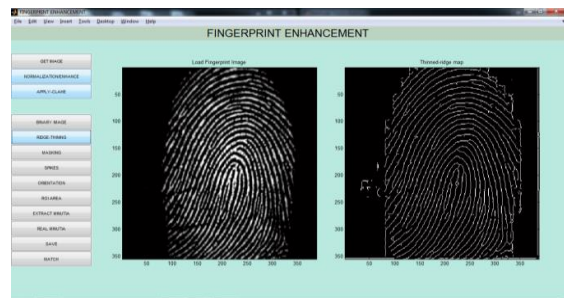 FINGERPRINT ENHANCEMENT
File Edit View Insert Tools Desktop Window Help
FINGERPRINT ENHANCEMENT
GET IMAGE
NORMALIZATION/ENHANCE
APPLY-CLAHE
BINARY IMAGE
RIDGE-THINING
MASKING
SPIKES
ORIENTATION
ROI AREA
EXTRACT MINUTIA
REAL MINUTIA
SAVE
MATCH
Load Fingerprint Image
50
100
150
200
250
300
350
50 100 150 200 250 300 350
Thinned-ridge map
50
100
150
200
250
300
350
50 100 150 200 250 300 350